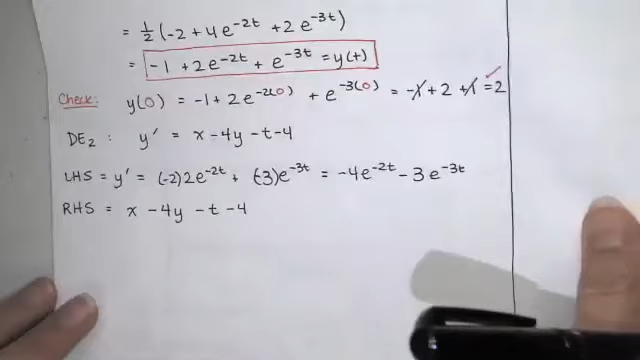 = 1/2 (-2 + 4e^{-2t} + 2e^{-3t})
= -1 + 2e^{-2t} + e^{-3t} = y(t)
Check: y(0) = -1 + 2e^{-2(0)} + e^{-3(0)} = -1 + 2 + 1 = 2 ✓
DE₂: y' = x - 4y - t - 4
LHS = y' = (-2)2e^{-2t} + (-3)e^{-3t} = -4e^{-2t} - 3e^{-3t}
RHS = x - 4y - t - 4